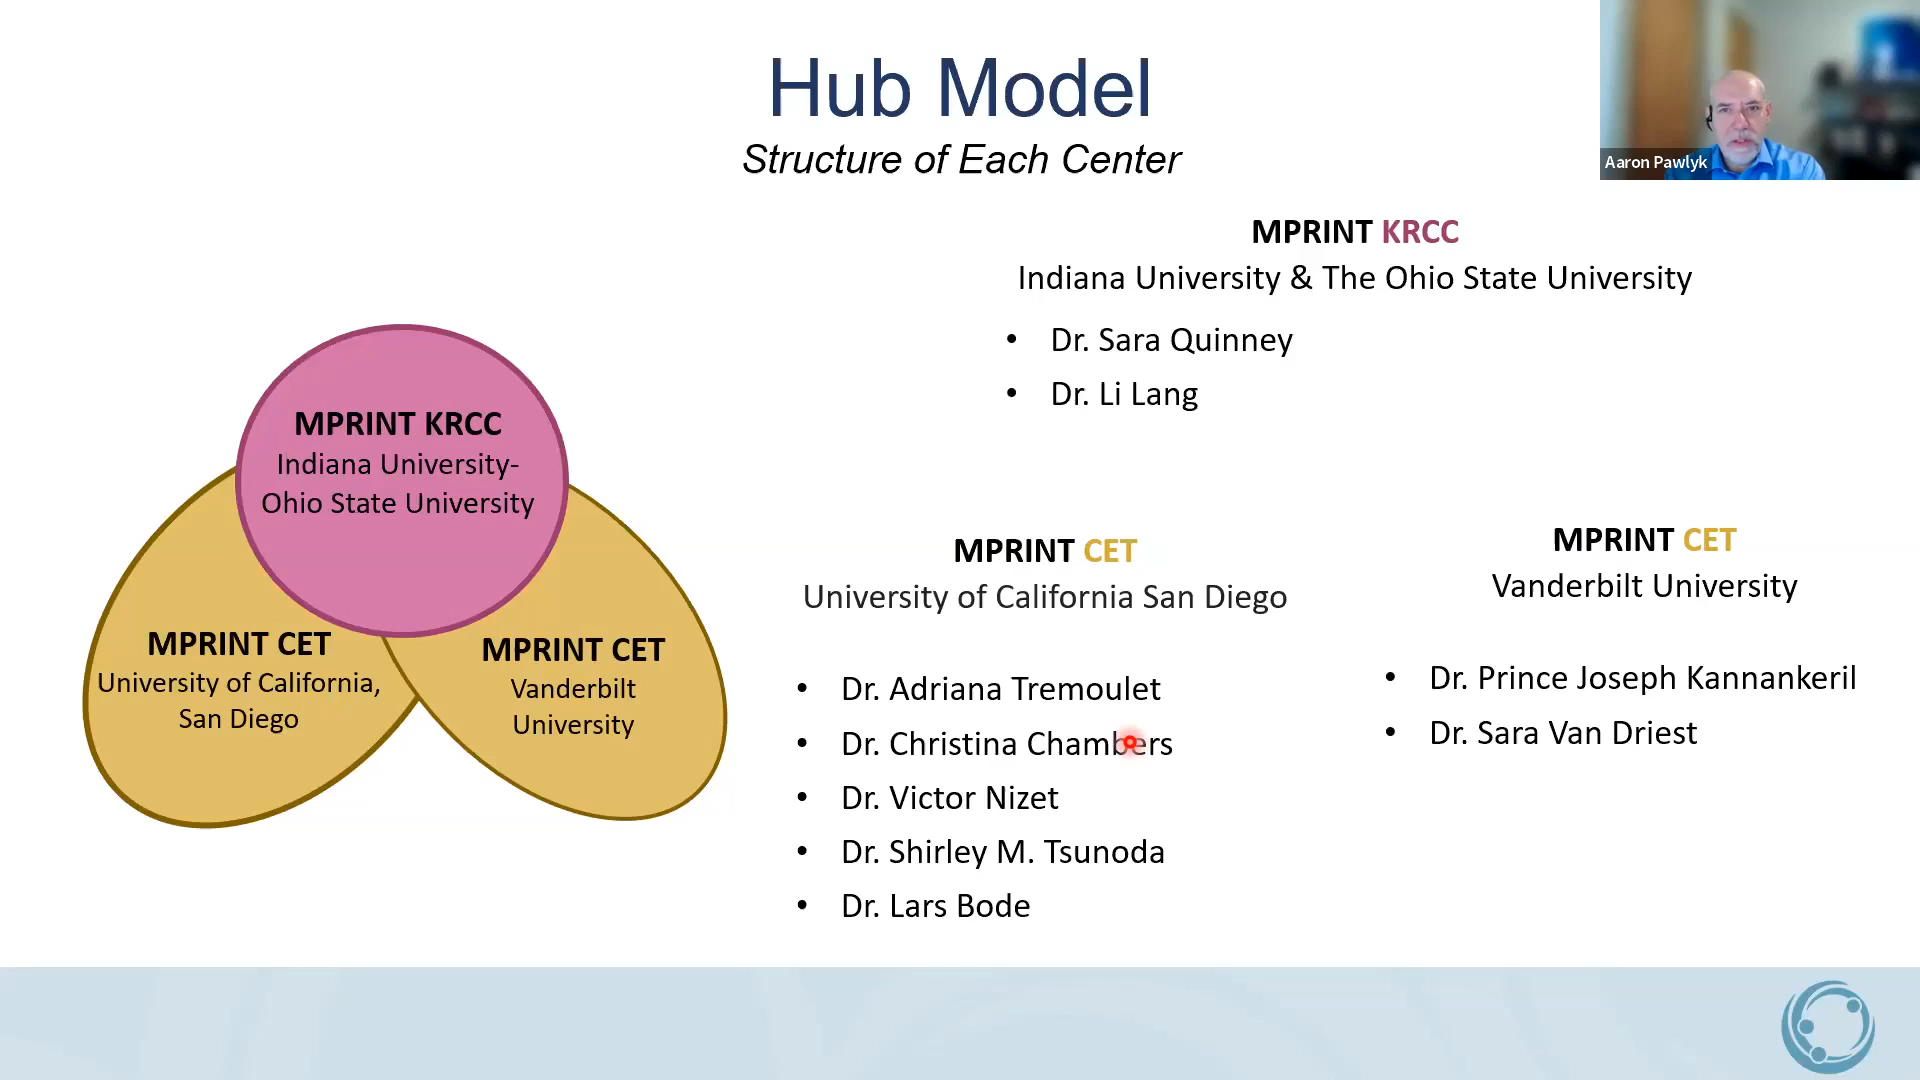 Hub Model
Structure of Each Center
Aaron Pawlyk
MPRINT KRCC
Indiana University & The Ohio State University
• Dr. Sara Quinney
• Dr. Li Lang
MPRINT KRCC
Indiana University-
Ohio State University
MPRINT CET
University of California,
San Diego
MPRINT CET
Vanderbilt
University
MPRINT CET
University of California San Diego
• Dr. Adriana Tremoulet
• Dr. Christina Chambers
• Dr. Victor Nizet
• Dr. Shirley M. Tsunoda
• Dr. Lars Bode
MPRINT CET
Vanderbilt University
• Dr. Prince Joseph Kannankeril
• Dr. Sara Van Driest